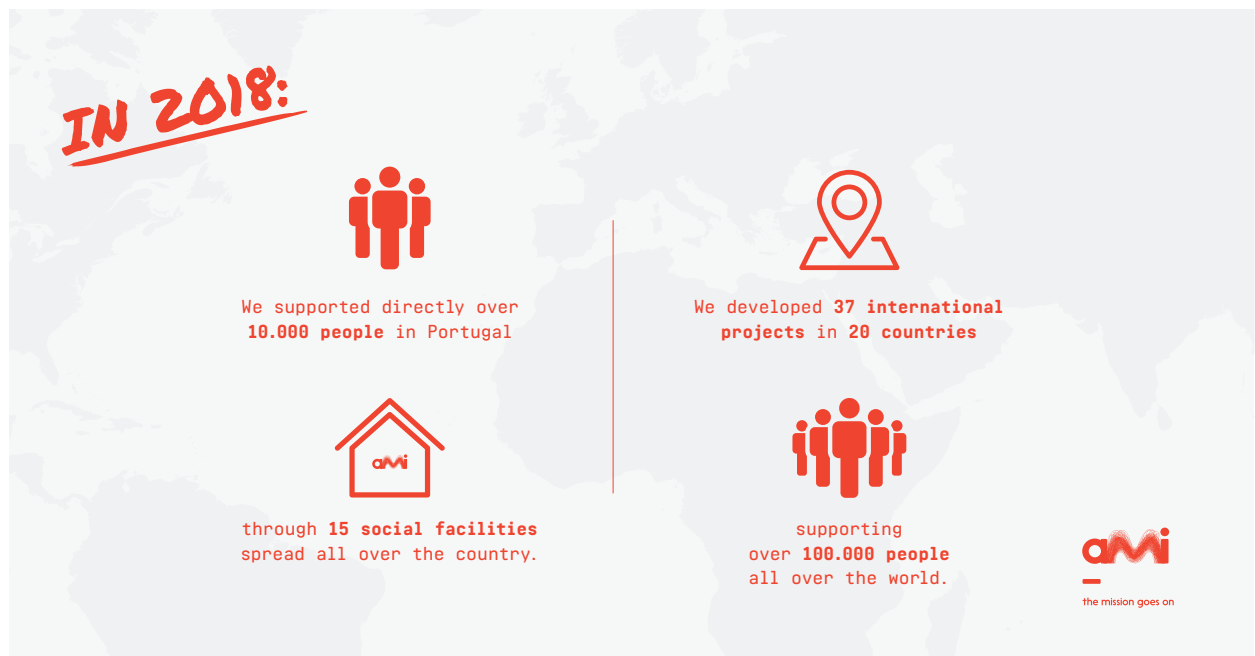 IN 2018:
We supported directly over
10.000 people in Portugal
aMi
through 15 social facilities
spread all over the country.
We developed 37 international
projects in 20 countries
supporting
over 100.000 people
all over the world.
aMi
the mission goes on